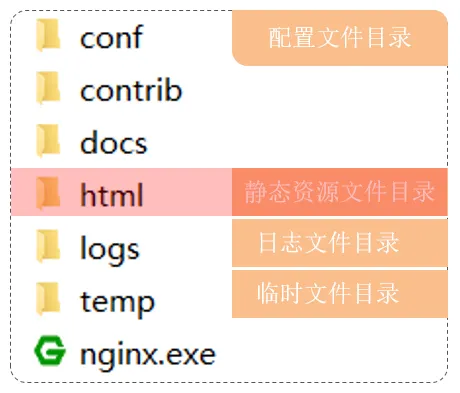 conf 配置文件目录
contrib
docs
html 静态资源文件目录
logs 日志文件目录
temp 临时文件目录
nginx.exe